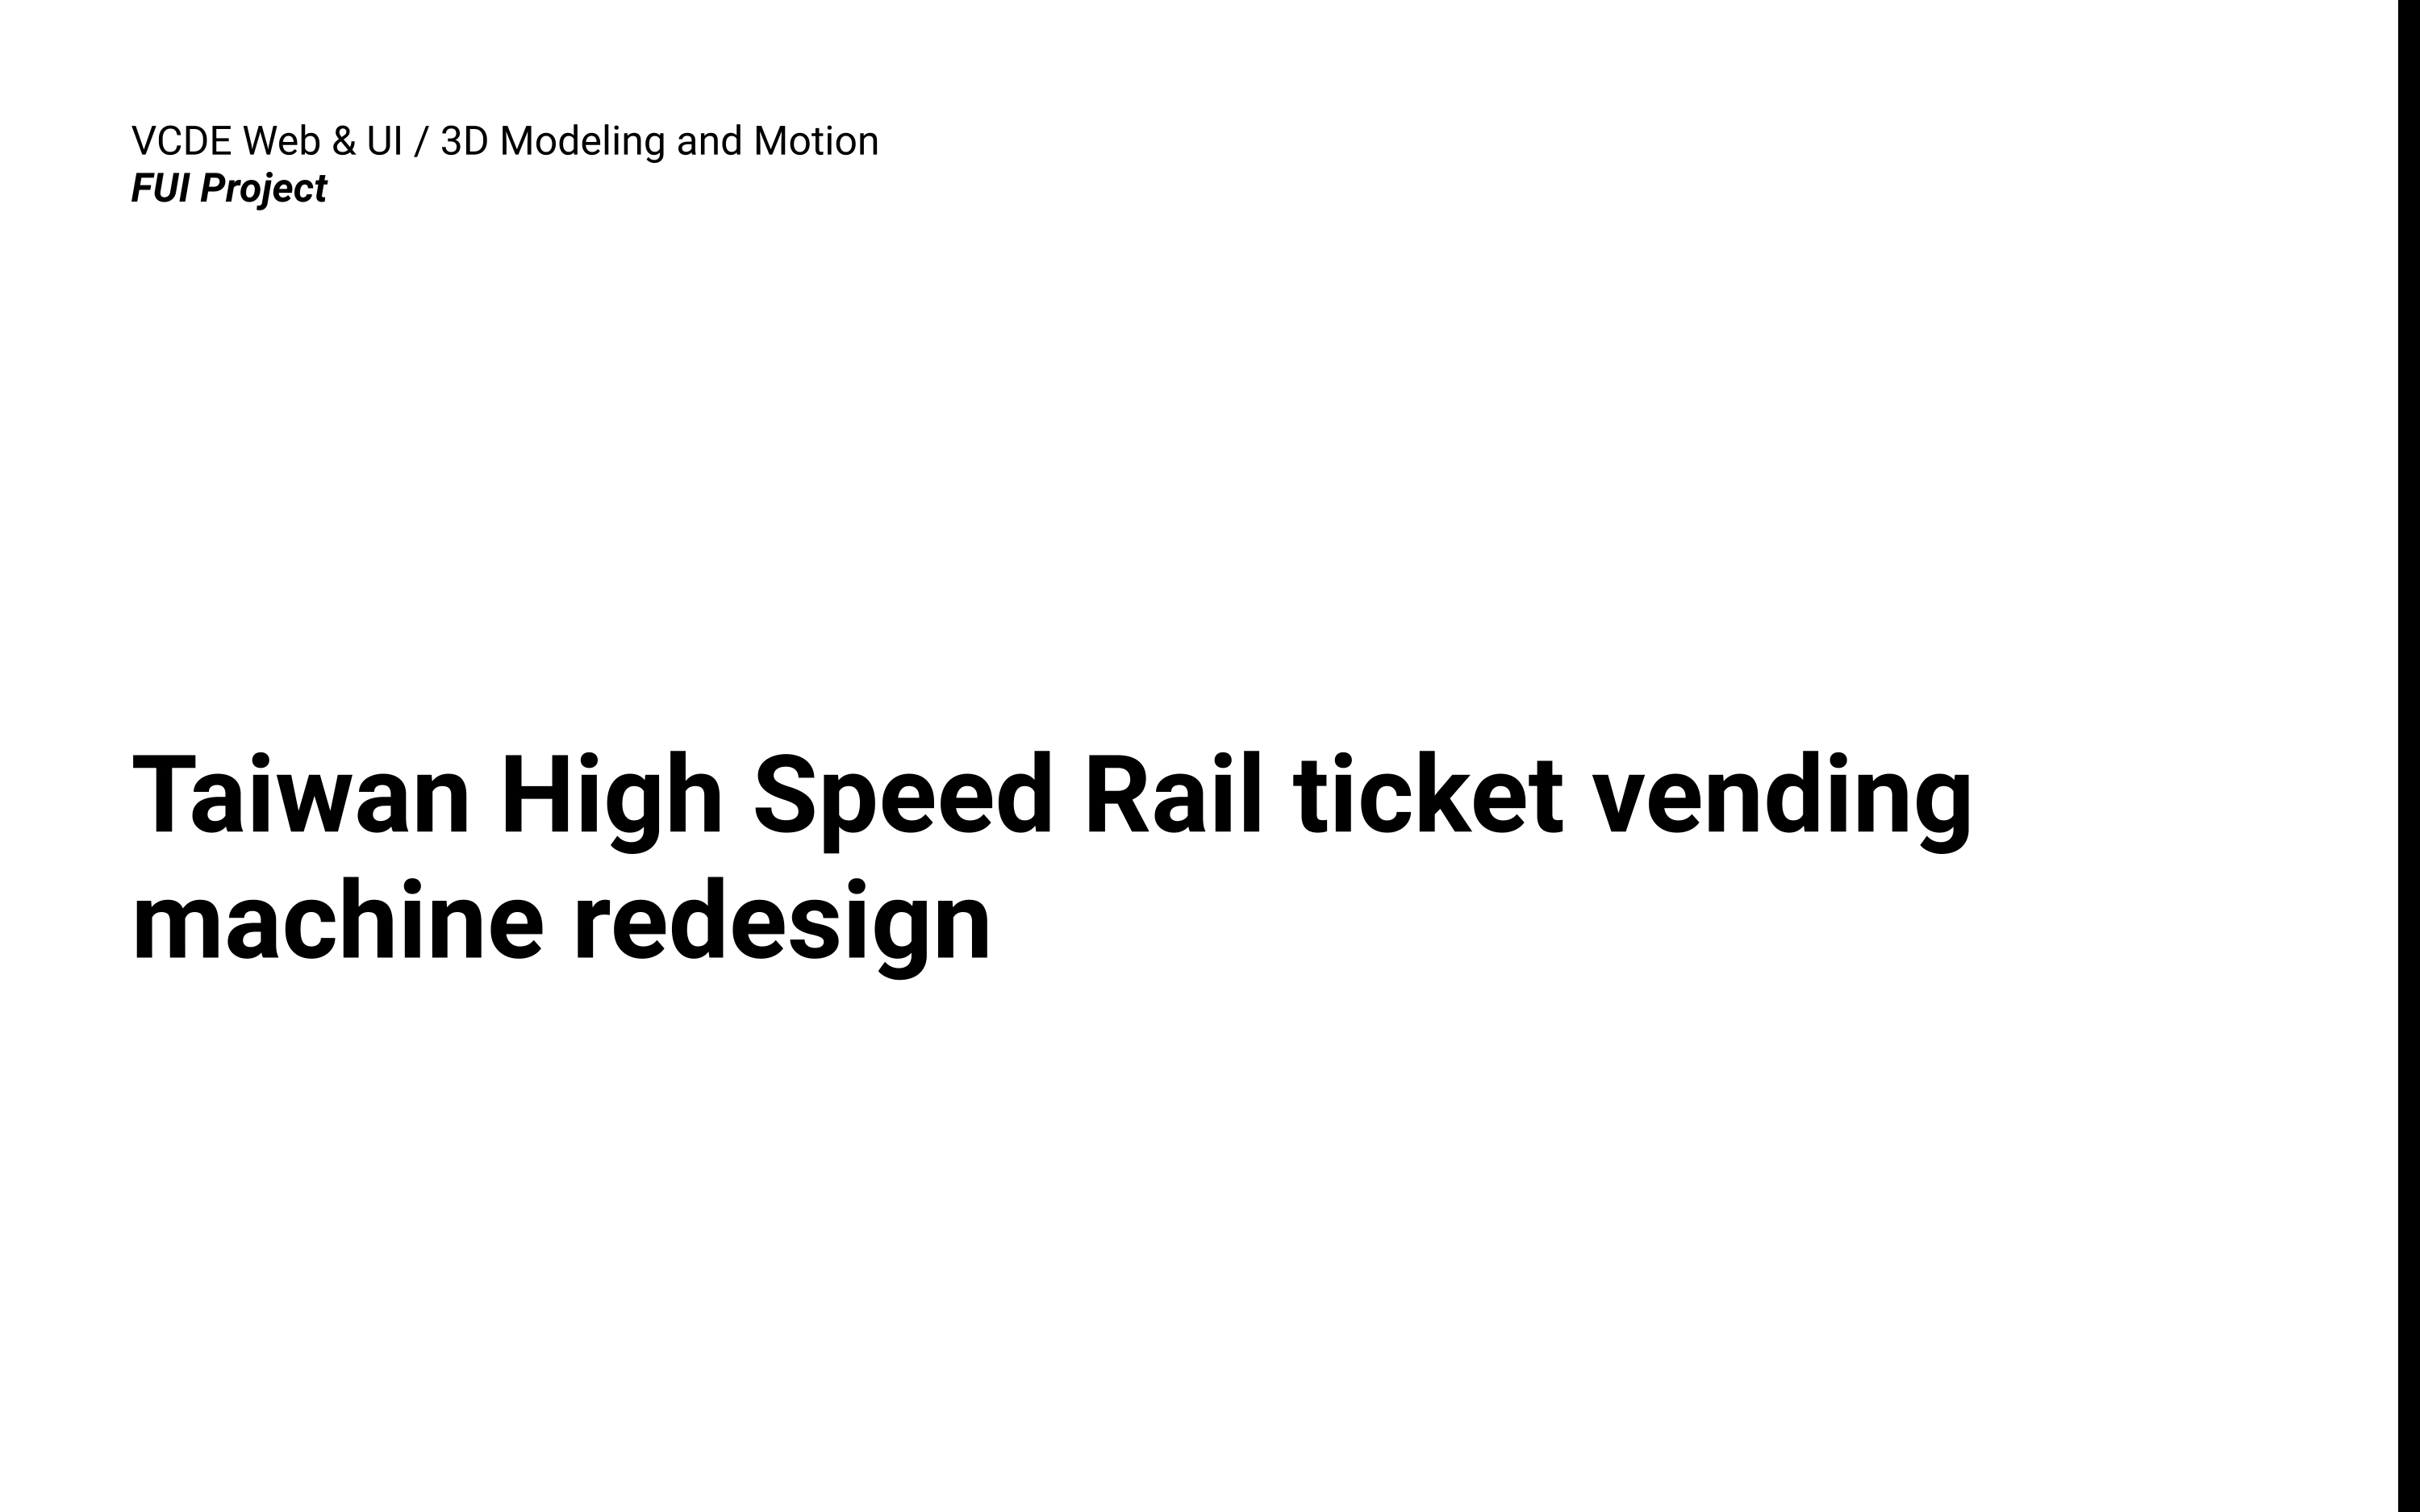 VCDE Web & UI / 3D Modeling and Motion
FUI Project
Taiwan High Speed Rail ticket vending
machine redesign